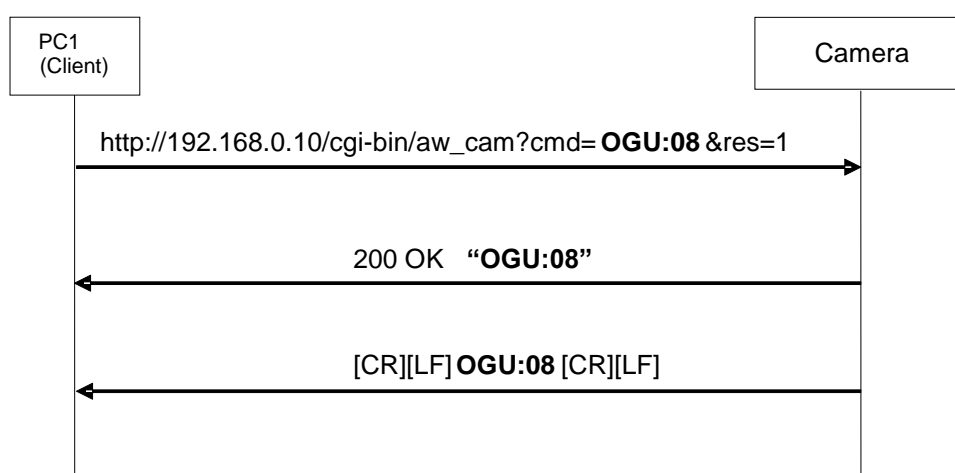 PC1
(Client)
Camera
http://192.168.0.10/cgi-bin/aw_cam?cmd= OGU:08 &res=1
200 OK “OGU:08”
[CR][LF] OGU:08 [CR][LF]